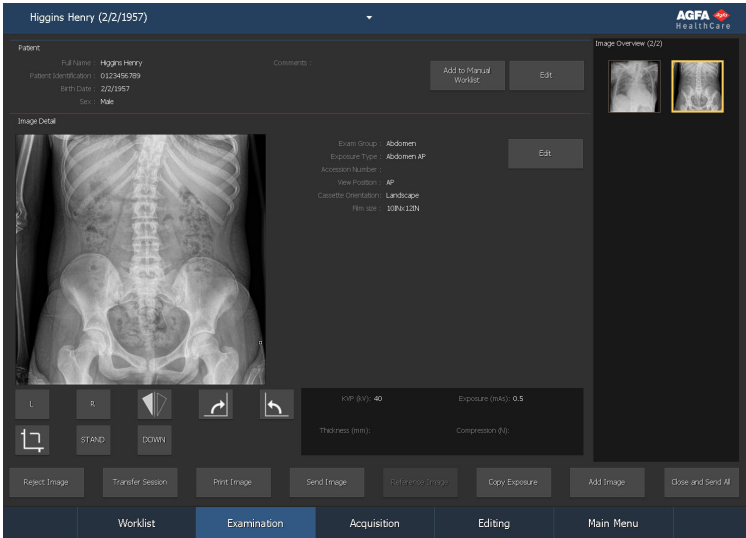 Higgins Henry (2/2/1957)
AGFA
HealthCare
Patient
Full Name : Higgins Henry
Patient Identification : 0123456789
Birth Date : 2/2/1957
Sex : Male
Comments :
Add to Manual
Worklist
Edit
Image Overview (2/2)
Image Detail
Exam Group : Abdomen
Exposure Type : Abdomen AP
Accession Number :
View Position : AP
Cassette Orientation: Landscape
Film size : 10INx12IN
Edit
L
R
STAND
DOWN
KVP (kV): 40
Exposure (mAs): 0.5
Thickness (mm):
Compression (N):
Reject Image
Transfer Session
Print Image
Send Image
Reference Image
Copy Exposure
Add Image
Close and Send All
Worklist
Examination
Acquisition
Editing
Main Menu